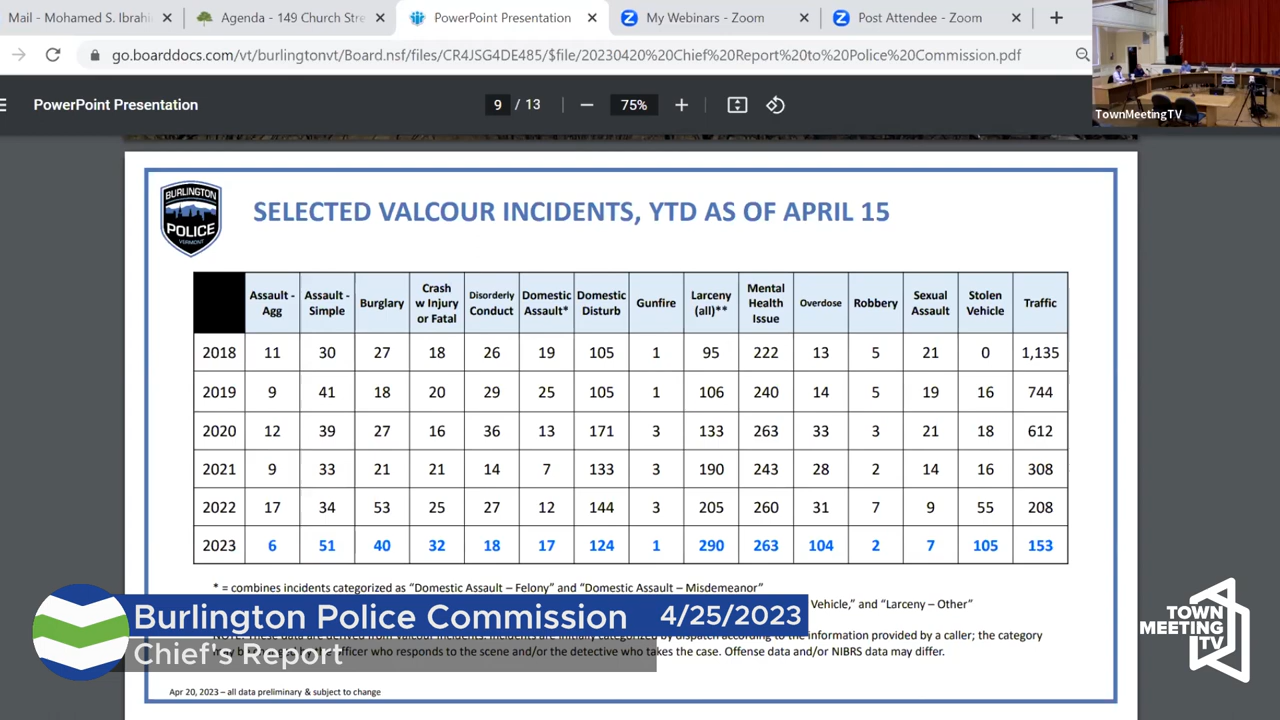 Mail - Mohamed S. Ibrahi
Agenda - 149 Church Stre
PowerPoint Presentation
My Webinars - Zoom
Post Attendee - Zoom
go.boarddocs.com/vt/burlingtonvt/Board.nsf/files/CR4JSG4DE485/$file/20230420%20Chief%20Report%20to%20Police%20Commission.pdf
TownMeetingTV
PowerPoint Presentation
9 / 13
75%
BURLINGTON
POLICE
VERMONT
SELECTED VALCOUR INCIDENTS, YTD AS OF APRIL 15
Assault - Agg Assault - Simple Burglary Crash w Injury or Fatal Disorderly Conduct Domestic Assault* Domestic Disturb Gunfire Larceny (all)** Mental Health Issue Overdose Robbery Sexual Assault Stolen Vehicle Traffic
2018 11 30 27 18 26 19 105 1 95 222 13 5 21 0 1,135
2019 9 41 18 20 29 25 105 1 106 240 14 5 19 16 744
2020 12 39 27 16 36 13 171 3 133 263 33 3 21 18 612
2021 9 33 21 21 14 7 133 3 190 243 28 2 14 16 308
2022 17 34 53 25 27 12 144 3 205 260 31 7 9 55 208
2023 6 51 40 32 18 17 124 1 290 263 104 2 7 105 153
* = combines incidents categorized as “Domestic Assault – Felony” and “Domestic Assault – Misdemeanor”
Vehicle,” and “Larceny – Other”
by dispatch according to the information provided by a caller; the category
officer who responds to the scene and/or the detective who takes the case. Offense data and/or NIBRS data may differ.
Burlington Police Commission 4/25/2023
Chief's Report
Apr 20, 2023 – all data preliminary & subject to change
TOWN
MEETING
TV